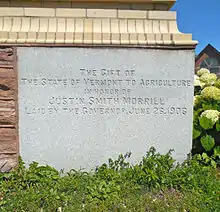 THE GIFT OF
THE STATE OF VERMONT TO AGRICULTURE
IN HONOR OF
JUSTIN SMITH MORRILL
LAID BY THE GOVERNOR, JUNE 26, 1906